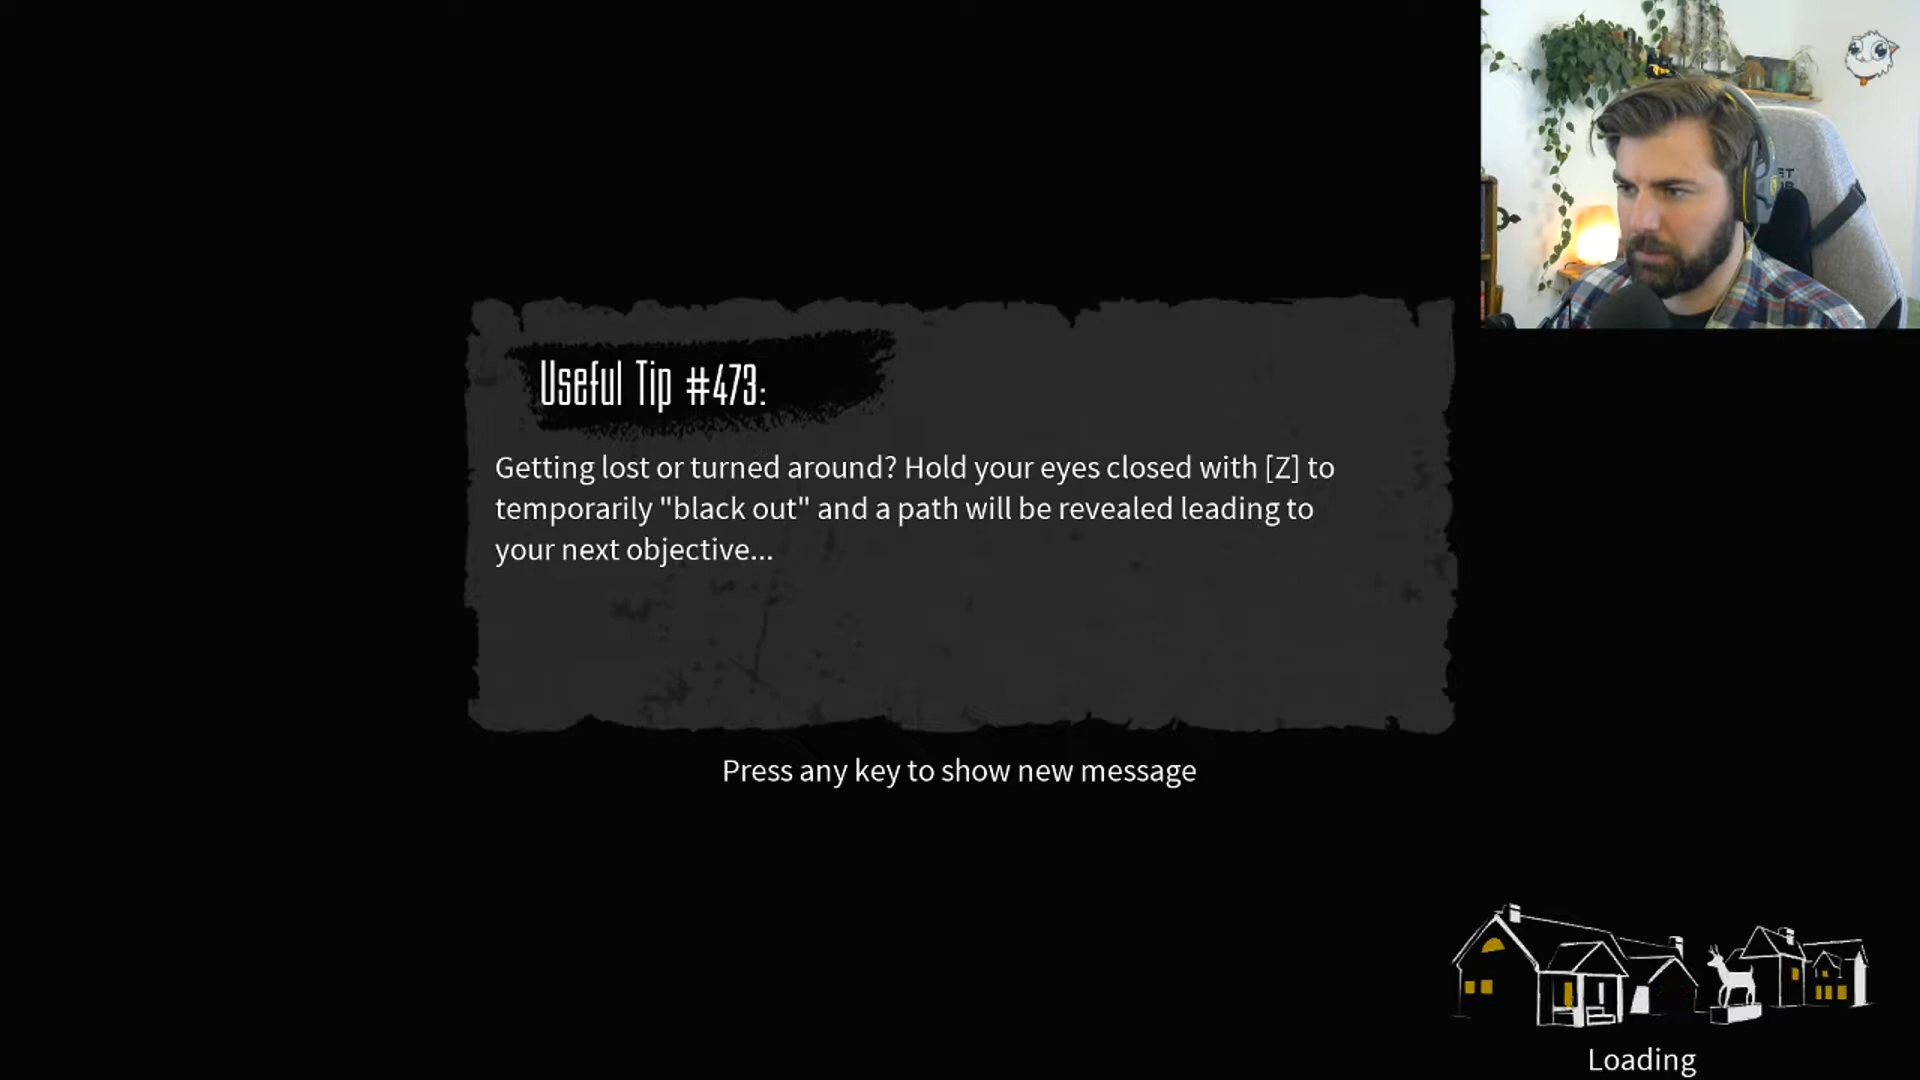 Useful Tip #473:
Getting lost or turned around? Hold your eyes closed with [Z] to
temporarily "black out" and a path will be revealed leading to
your next objective...
Press any key to show new message
Loading